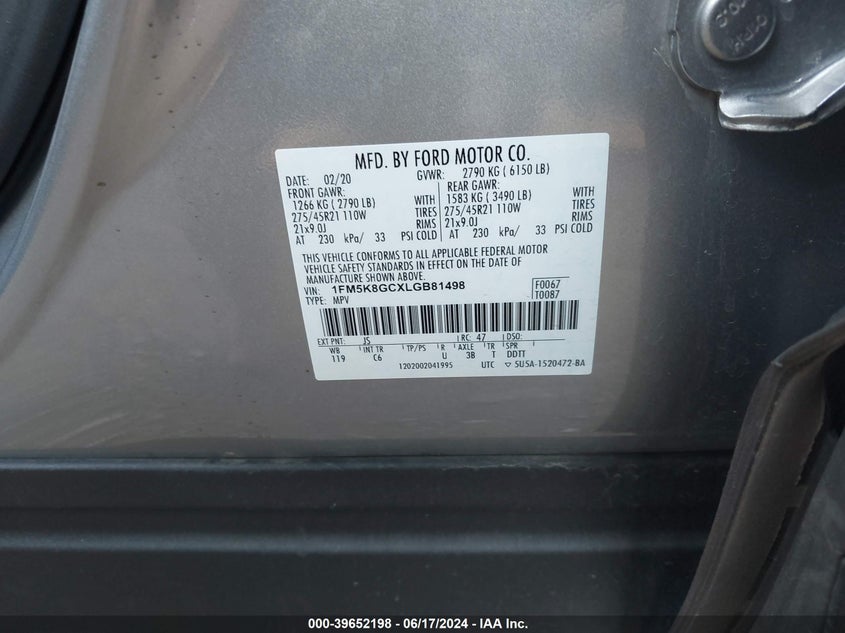 MFD. BY FORD MOTOR CO.
DATE: 02/20 GVWR: 2790 KG ( 6150 LB)
FRONT GAWR: REAR GAWR:
1266 KG ( 2790 LB) WITH 1583 KG ( 3490 LB) WITH
275/45R21 110W TIRES 275/45R21 110W TIRES
21x9.0J RIMS 21x9.0J RIMS
AT 230 kPa/ 33 PSI COLD AT 230 kPa/ 33 PSI COLD
THIS VEHICLE CONFORMS TO ALL APPLICABLE FEDERAL MOTOR
VEHICLE SAFETY STANDARDS IN EFFECT ON THE DATE OF
MANUFACTURE SHOWN ABOVE.
VIN: 1FM5K8GCXLGB81498 F0067
TYPE: MPV T0087
EXT PNT: JS RC: 47 DSO:
WB INT TR TP/PS R AXLE TR SPR
119 C6 U 3B T DDTT
1202002041995 UTC ▽ 5U5A-1520472-BA
000-39652198 - 06/17/2024 - IAA Inc.